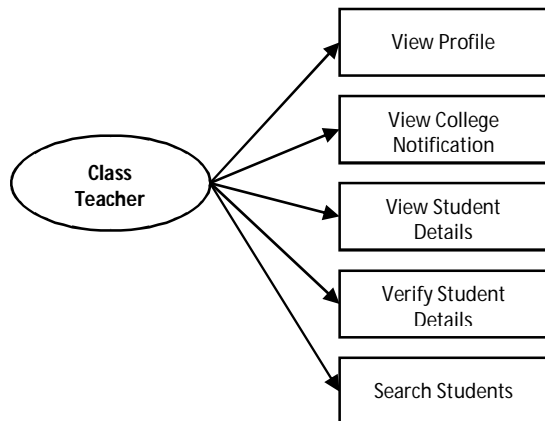 View Profile
View College
Notification
Class
Teacher
View Student
Details
Verify Student
Details
Search Students